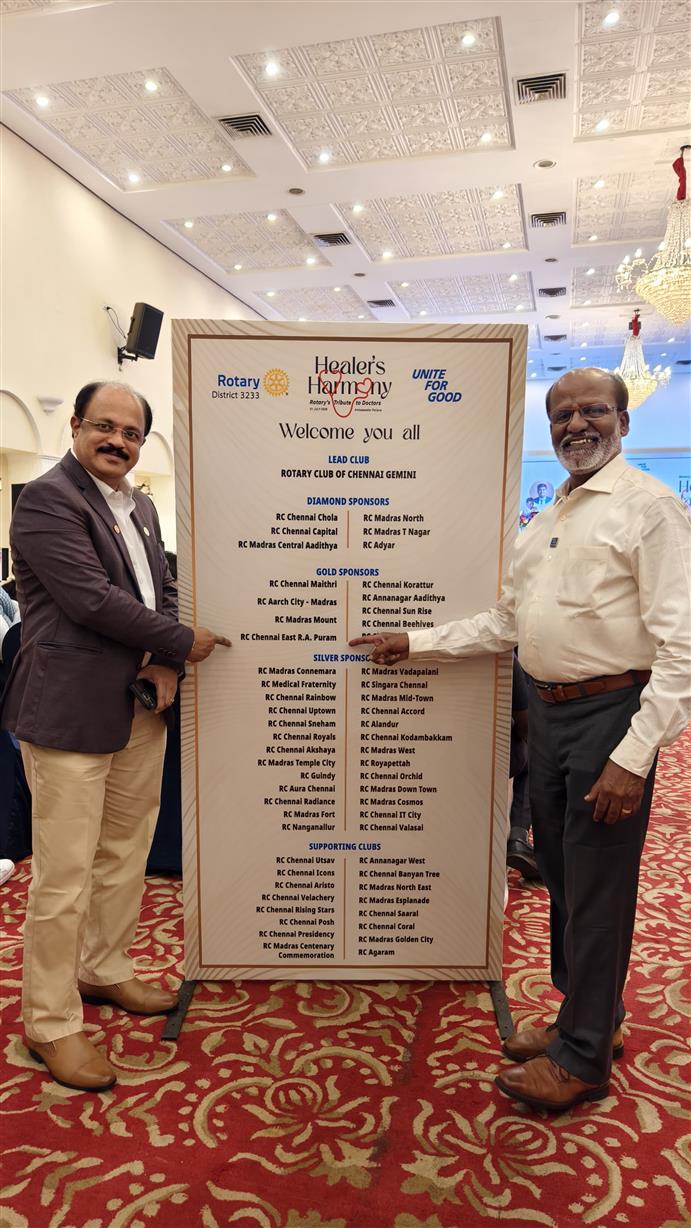 Rotary
District 3233
Healer's
Harmony
Rotary's Tribute to Doctors
Ambassador Pallava
UNITE
FOR
GOOD
Welcome you all
LEAD CLUB
ROTARY CLUB OF CHENNAI GEMINI
DIAMOND SPONSORS
RC Chennai Chola
RC Chennai Capital
RC Madras Central Aadithya
RC Madras North
RC Madras T Nagar
RC Adyar
GOLD SPONSORS
RC Chennai Maithri
RC Aarch City - Madras
RC Madras Mount
RC Chennai East R.A. Puram
RC Chennai Korattur
RC Annanagar Aadithya
RC Chennai Sun Rise
RC Chennai Beehives
SILVER SPONSO
RC Madras Connemara
RC Medical Fraternity
RC Chennai Rainbow
RC Chennai Uptown
RC Chennai Sneham
RC Chennai Royals
RC Chennai Akshaya
RC Madras Temple City
RC Guindy
RC Aura Chennai
RC Chennai Radiance
RC Madras Fort
RC Nanganallur
RC Madras Vadapalani
RC Singara Chennai
RC Madras Mid-Town
RC Chennai Accord
RC Alandur
RC Chennai Kodambakkam
RC Madras West
RC Royapettah
RC Chennai Orchid
RC Madras Down Town
RC Madras Cosmos
RC Chennai IT City
RC Chennai Valasai
SUPPORTING CLUBS
RC Chennai Utsav
RC Chennai Icons
RC Chennai Aristo
RC Chennai Velachery
RC Chennai Rising Stars
RC Chennai Posh
RC Chennai Presidency
RC Madras Centenary
Commemoration
RC Annanagar West
RC Chennai Banyan Tree
RC Madras North East
RC Madras Esplanade
RC Chennai Saaral
RC Chennai Coral
RC Madras Golden City
RC Agaram